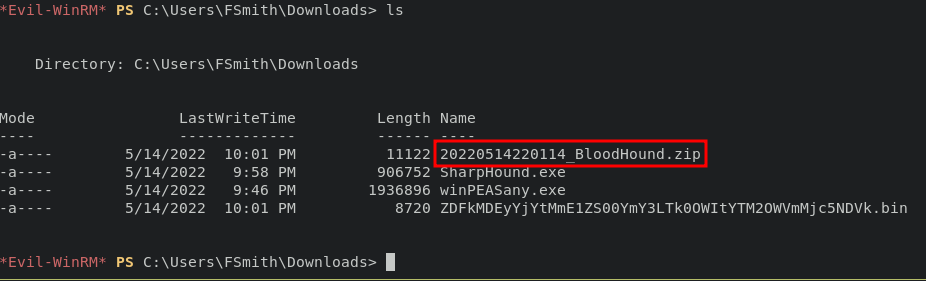 *Evil-WinRM* PS C:\Users\FSmith\Downloads> ls
Directory: C:\Users\FSmith\Downloads
Mode LastWriteTime Length Name
---- ------------- ------ ----
-a---- 5/14/2022 10:01 PM 11122 20220514220114_BloodHound.zip
-a---- 5/14/2022 9:58 PM 906752 SharpHound.exe
-a---- 5/14/2022 9:46 PM 1936896 winPEASany.exe
-a---- 5/14/2022 10:01 PM 8720 ZDFkMDEyYjYtMmE1ZS00YmY3LTk0OWItYTM2OWVmMjc5NDVk.bin
*Evil-WinRM* PS C:\Users\FSmith\Downloads>